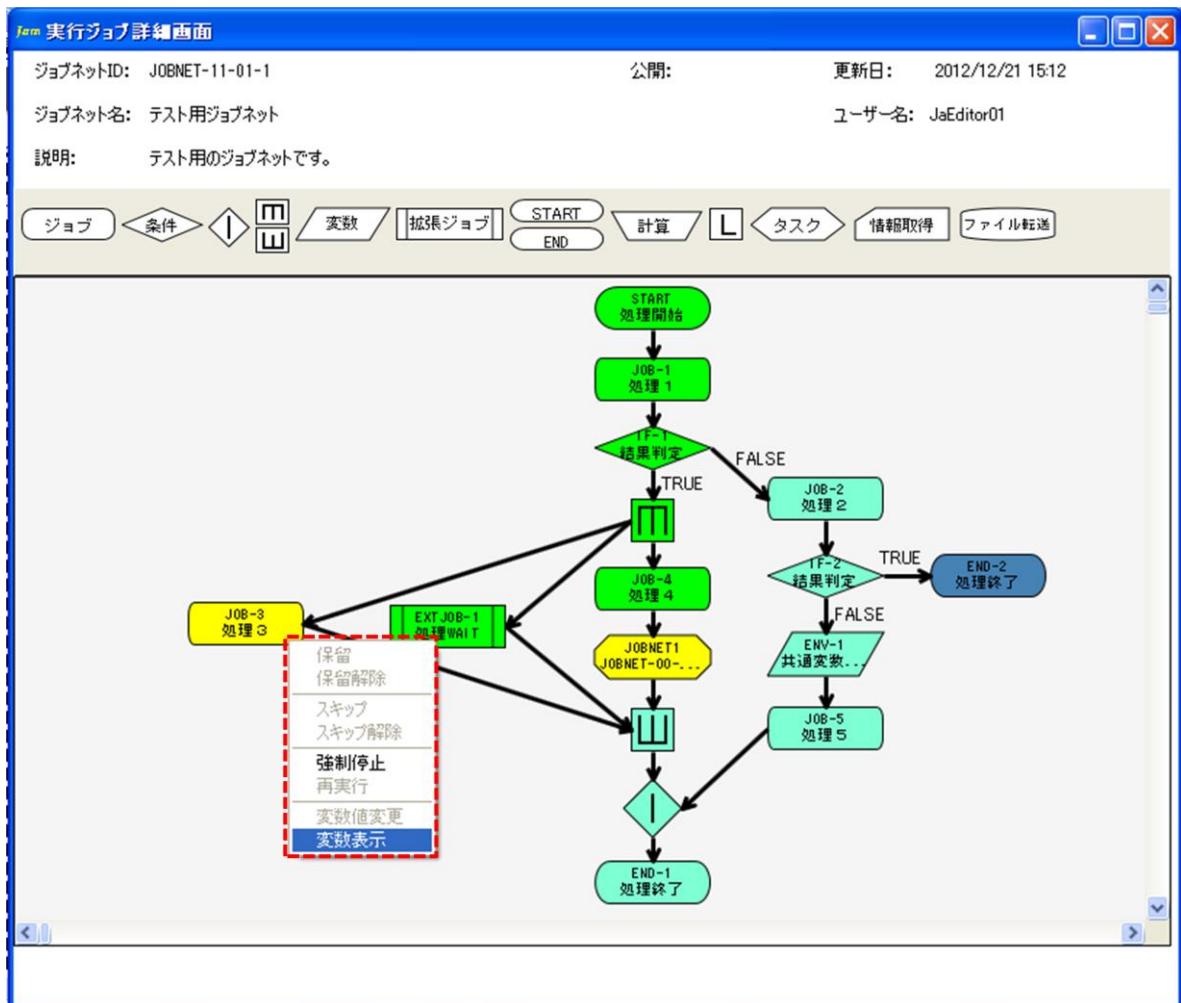 Jam 実行ジョブ詳細画面
ジョブネットID: JOBNET-11-01-1 公開: 更新日: 2012/12/21 15:12
ジョブネット名: テスト用ジョブネット ユーザー名: JaEditor01
説明: テスト用のジョブネットです。
ジョブ 条件 変数 拡張ジョブ START 計算 L タスク 情報取得 ファイル転送
END
START
処理開始
JOB-1
処理1
IF-1
結果判定
FALSE
TRUE
JOB-2
処理2
JOB-4
処理4
IF-2
結果判定
TRUE
END-2
処理終了
JOB-3
処理3
EXTJOB-1
処理WAIT
FALSE
JOBNET1
JOBNET-00-...
ENV-1
共通変数...
保留
保留解除
スキップ
スキップ解除
強制停止
再実行
変数値変更
変数表示
JOB-5
処理5
END-1
処理終了